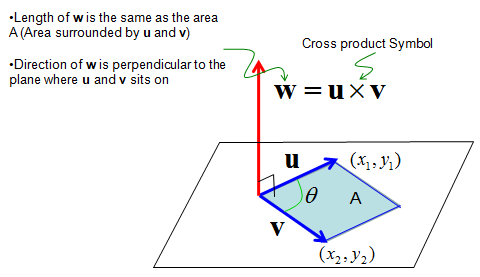 •Length of w is the same as the area
A (Area surrounded by u and v)
•Direction of w is perpendicular to the
plane where u and v sits on
Cross product Symbol
w = u × v
u
(x₁, y₁)
θ
A
v
(x₂, y₂)